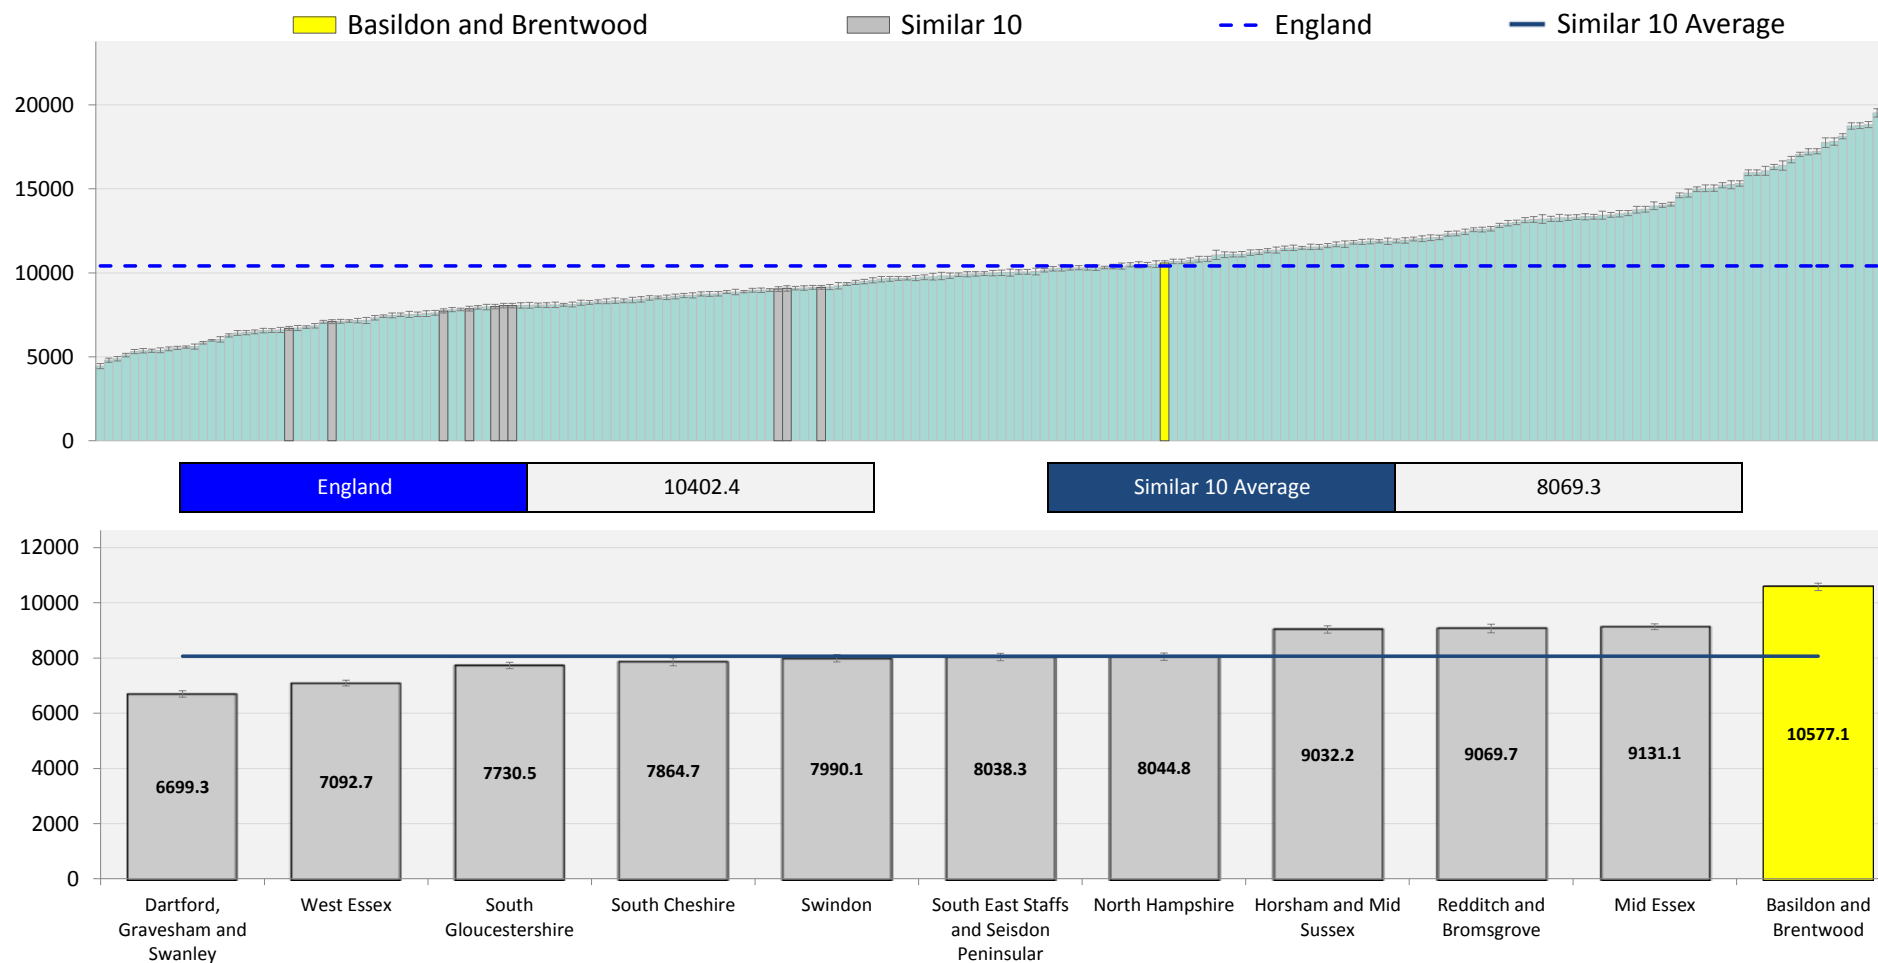 Basildon and Brentwood
Similar 10
England
Similar 10 Average
20000
15000
10000
5000
0
England
10402.4
Similar 10 Average
8069.3
12000
10000
8000
6000
4000
2000
0
6699.3
7092.7
7730.5
7864.7
7990.1
8038.3
8044.8
9032.2
9069.7
9131.1
10577.1
Dartford,
Gravesham and
Swanley
West Essex
South
Gloucestershire
South Cheshire
Swindon
South East Staffs
and Seisdon
Peninsular
North Hampshire
Horsham and Mid
Sussex
Redditch and
Bromsgrove
Mid Essex
Basildon and
Brentwood